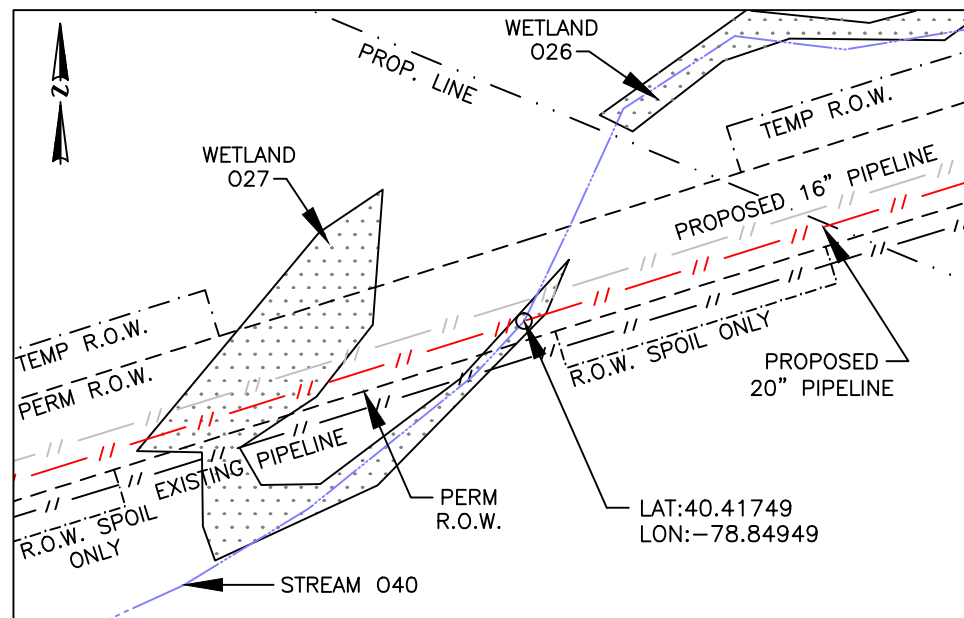 WETLAND
O26
PROP. LINE
N
TEMP R.O.W.
WETLAND
O27
PROPOSED 16" PIPELINE
TEMP R.O.W.
PERM R.O.W.
R.O.W. SPOIL ONLY
PROPOSED
20" PIPELINE
EXISTING PIPELINE
PERM
R.O.W.
LAT:40.41749
LON:-78.84949
R.O.W. SPOIL
ONLY
STREAM O40